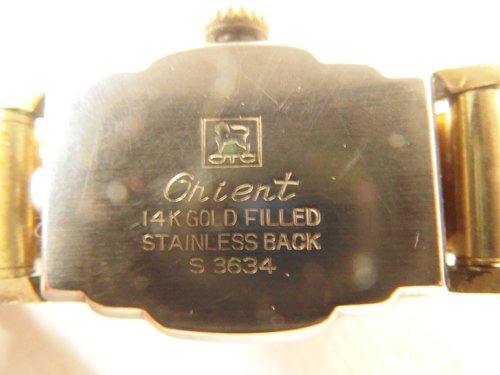 OTC
Orient
14K GOLD FILLED
STAINLESS BACK
S 3634